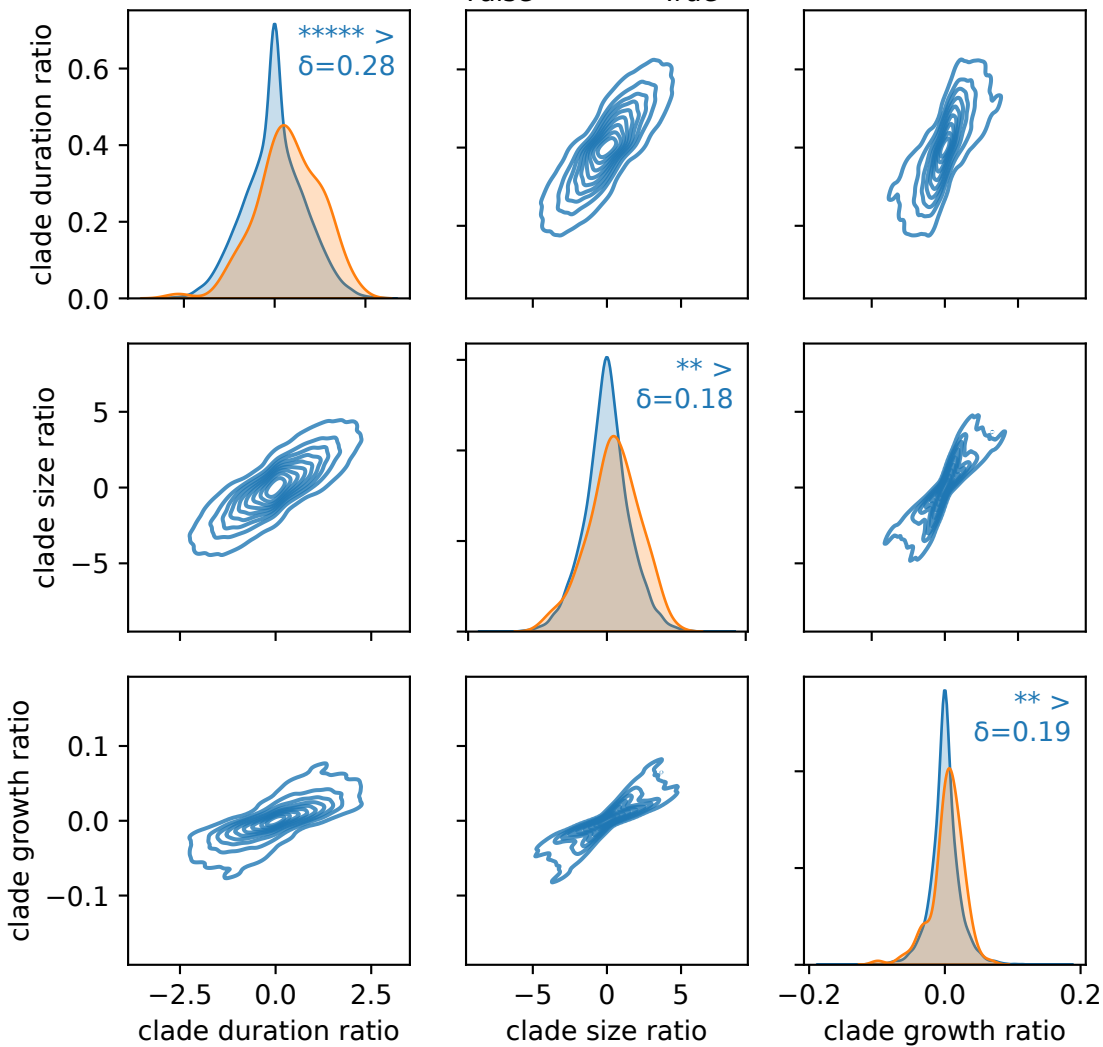 ***** >
δ=0.28
clade duration ratio
0.6
0.4
0.2
0.0
** >
δ=0.18
clade size ratio
5
0
−5
** >
δ=0.19
clade growth ratio
0.1
0.0
−0.1
−2.5 0.0 2.5
−5 0 5
−0.2 0.0 0.2
clade duration ratio
clade size ratio
clade growth ratio